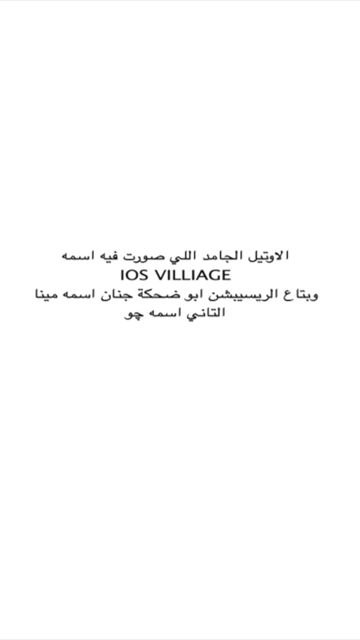 الاوتيل الجامد اللي صورت فيه اسمه
IOS VILLIAGE
وبتاع الريسيبشن ابو ضحكة جنان اسمه مينا
التاني اسمه چو